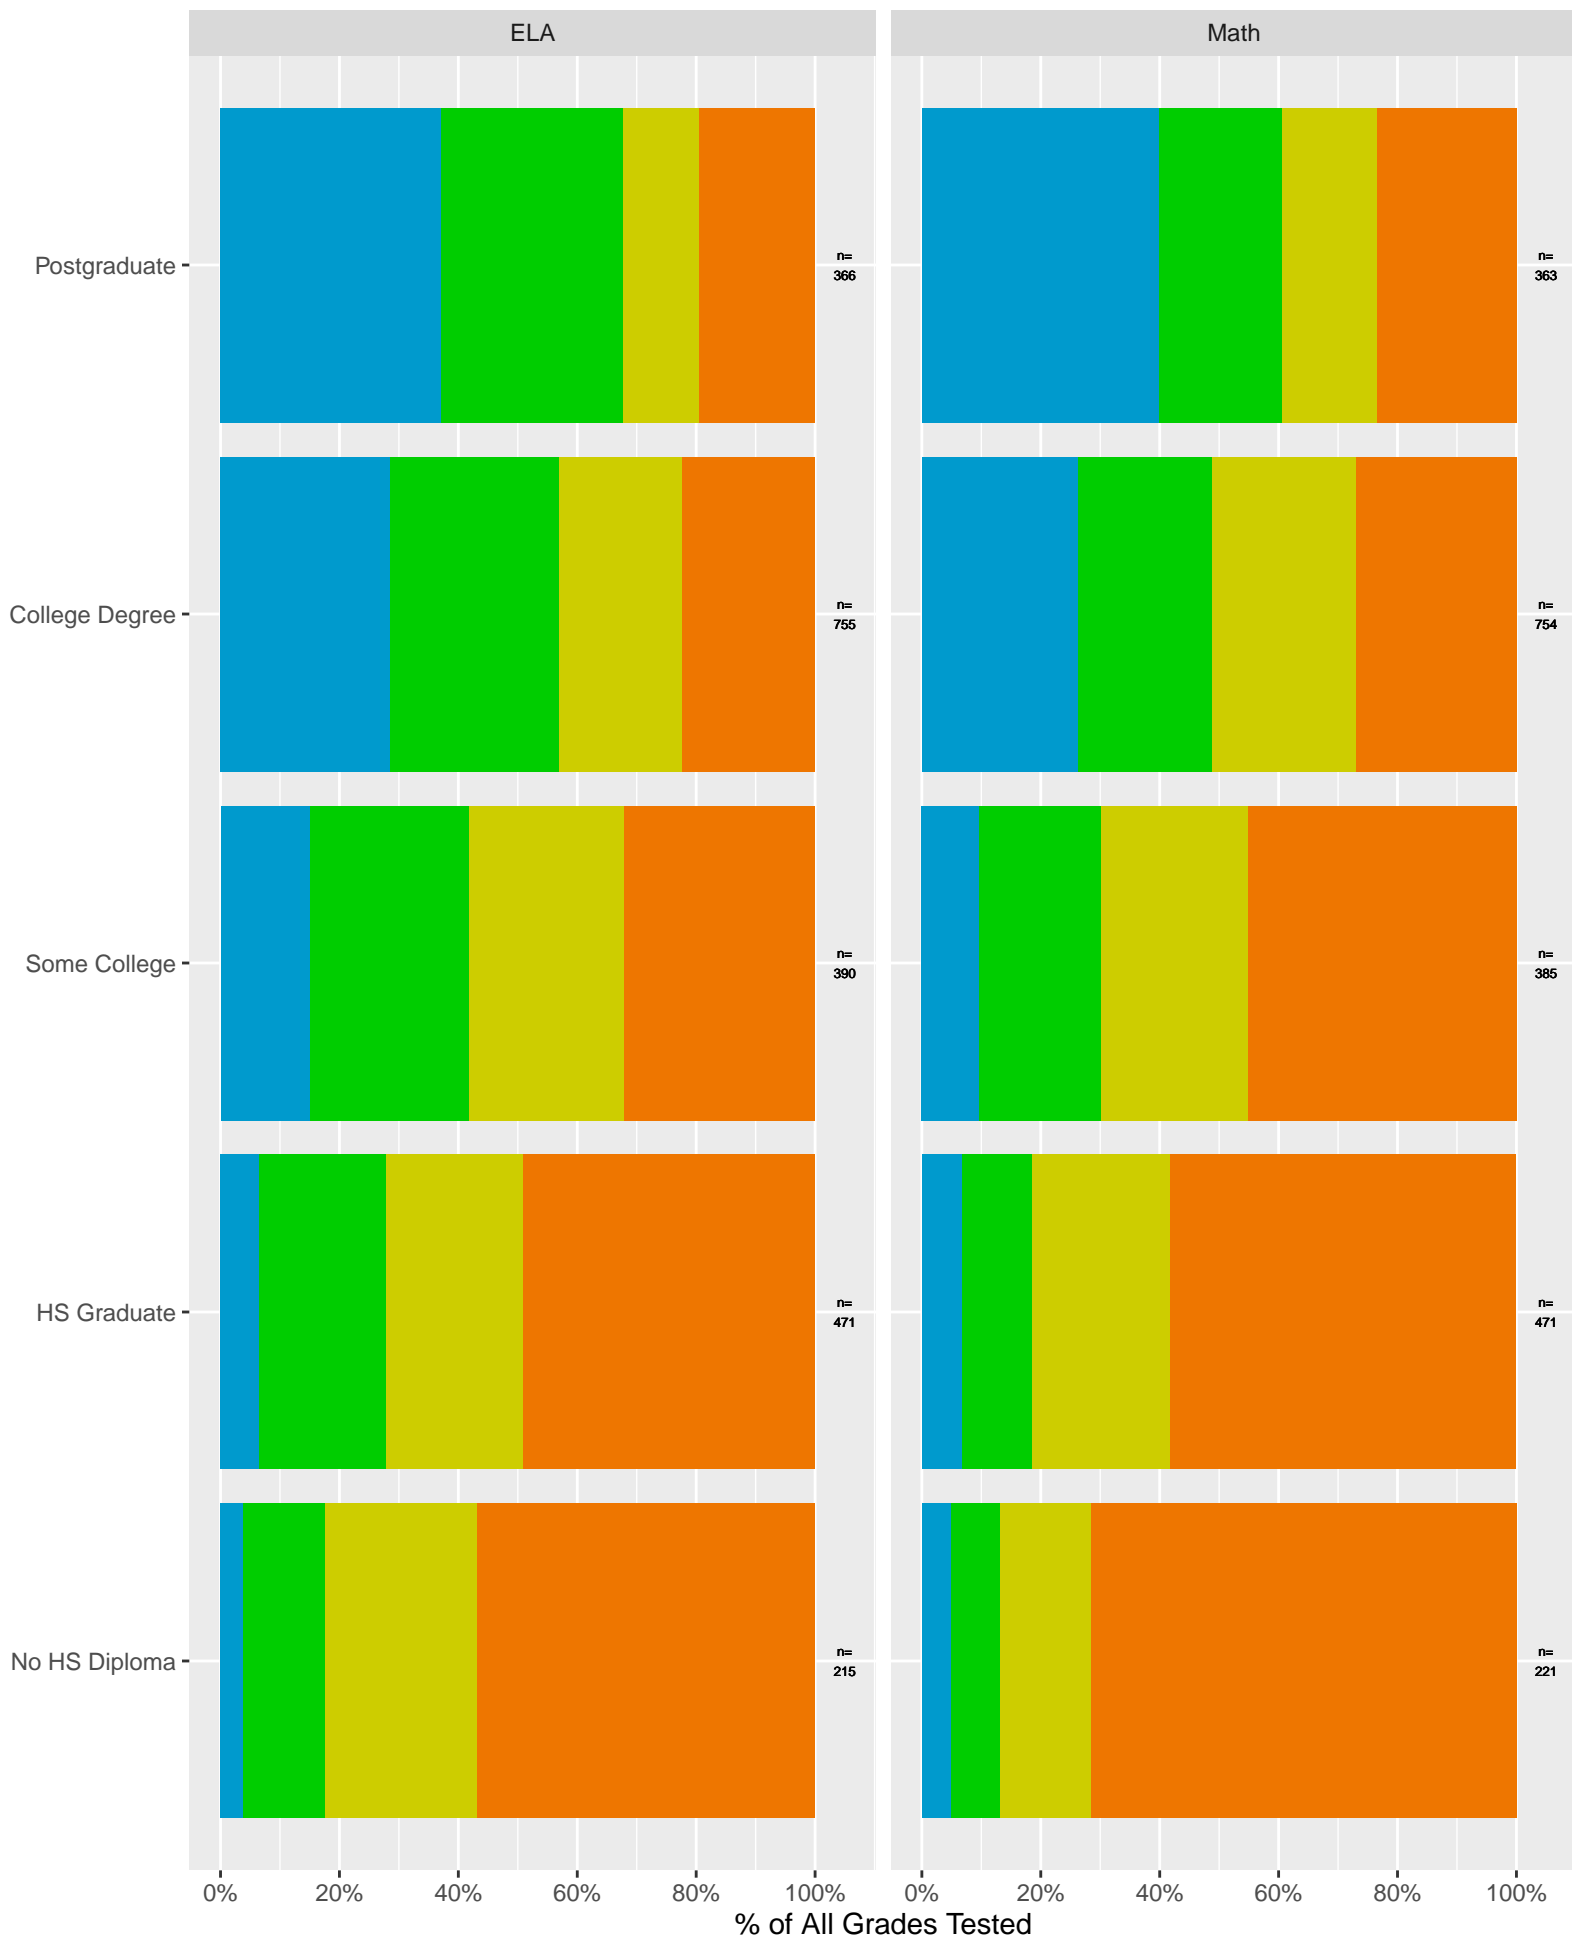 ELA
Math
Postgraduate
n=
366
n=
363
College Degree
n=
755
n=
754
Some College
n=
390
n=
385
HS Graduate
n=
471
n=
471
No HS Diploma
n=
215
n=
221
0% 20% 40% 60% 80% 100%
0% 20% 40% 60% 80% 100%
% of All Grades Tested